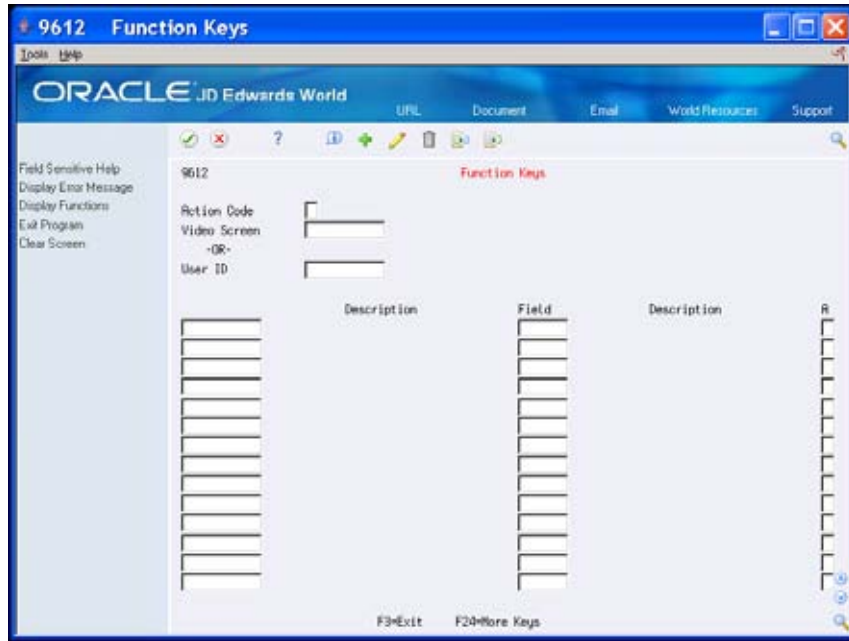 9612 Function Keys
Tools Help
ORACLE JD Edwards World
URL Document Email World Resources Support
?
Field Sensitive Help
Display Error Message
Display Functions
Exit Program
Clear Screen
9612 Function Keys
Action Code
Video Screen
-OR-
User ID
Description Field Description A
F3=Exit F24=More Keys